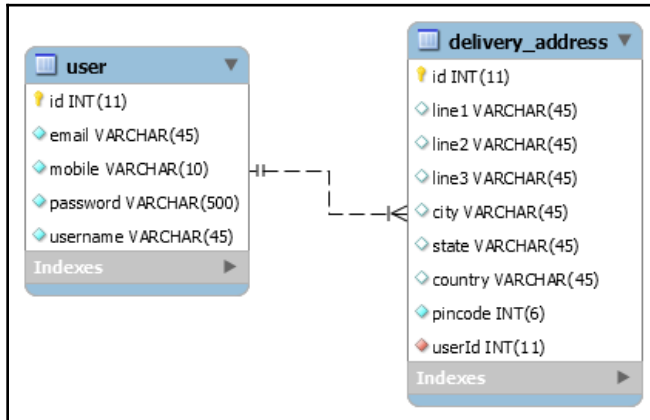 user
id INT(11)
email VARCHAR(45)
mobile VARCHAR(10)
password VARCHAR(500)
username VARCHAR(45)
Indexes
delivery_address
id INT(11)
line1 VARCHAR(45)
line2 VARCHAR(45)
line3 VARCHAR(45)
city VARCHAR(45)
state VARCHAR(45)
country VARCHAR(45)
pincode INT(6)
userId INT(11)
Indexes